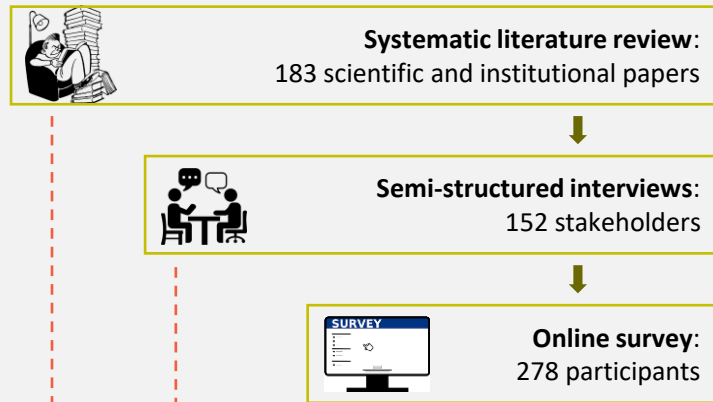 Systematic literature review:
183 scientific and institutional papers
Semi-structured interviews:
152 stakeholders
SURVEY
Online survey:
278 participants